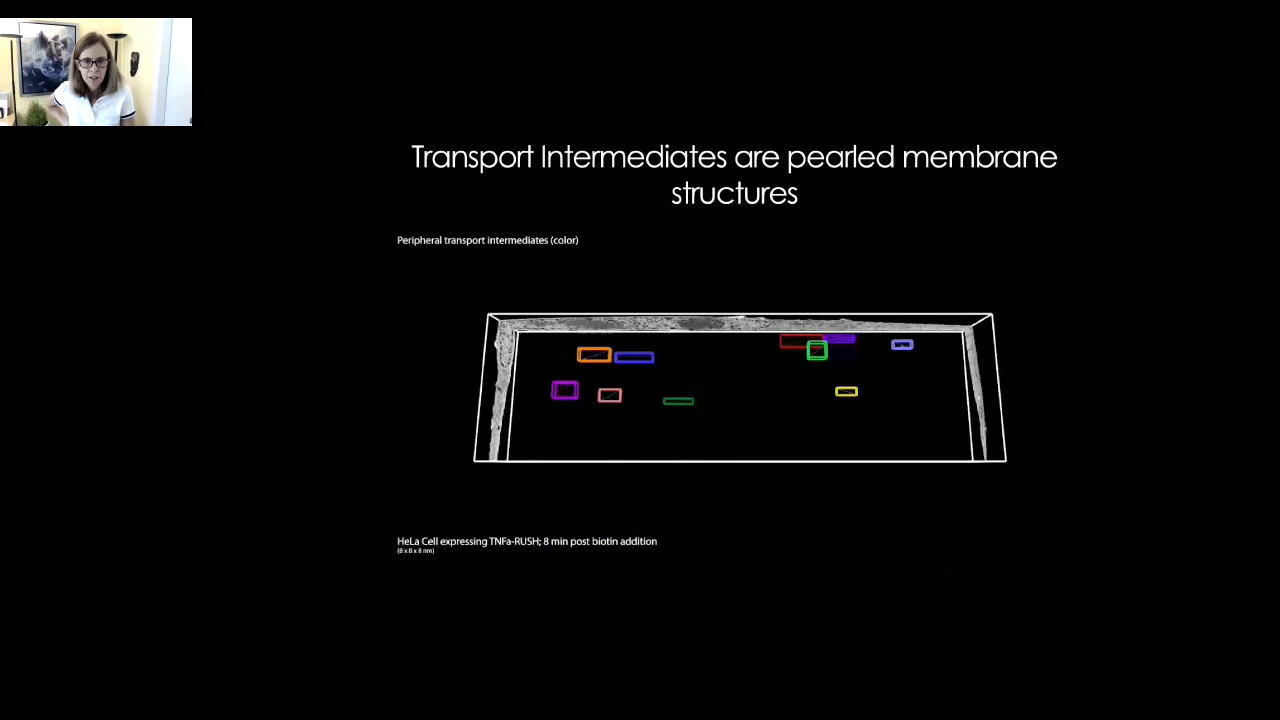 Transport Intermediates are pearled membrane
structures
Peripheral transport intermediates (color)
HeLa Cell expressing TNFa-RUSH; 8 min post biotin addition
(8 x 8 x 8 nm)